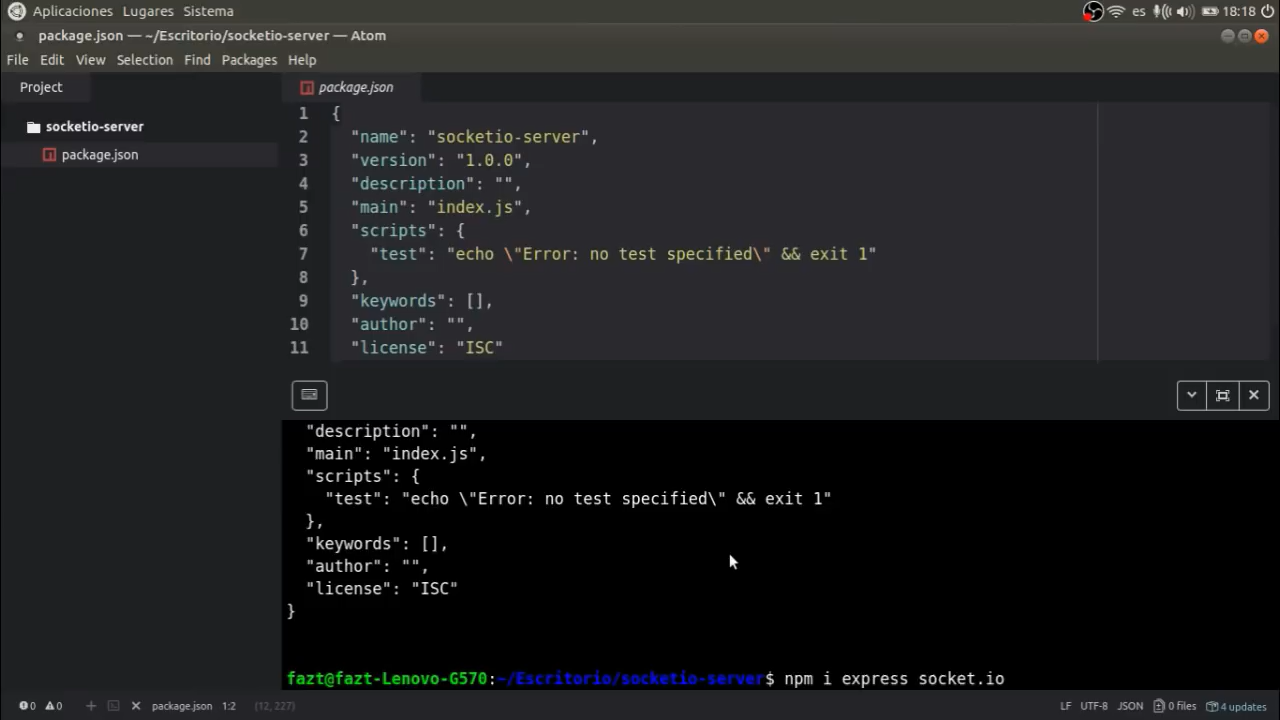 Aplicaciones Lugares Sistema
es 18:18
package.json — ~/Escritorio/socketio-server — Atom
File Edit View Selection Find Packages Help
Project
package.json
socketio-server
package.json
1 {
2 "name": "socketio-server",
3 "version": "1.0.0",
4 "description": "",
5 "main": "index.js",
6 "scripts": {
7 "test": "echo \"Error: no test specified\" && exit 1"
8 },
9 "keywords": [],
10 "author": "",
11 "license": "ISC"
"description": "",
"main": "index.js",
"scripts": {
"test": "echo \"Error: no test specified\" && exit 1"
},
"keywords": [],
"author": "",
"license": "ISC"
}
fazt@fazt-Lenovo-G570:~/Escritorio/socketio-server$ npm i express socket.io
0 0 package.json 1:2 (12, 227) LF UTF-8 JSON 0 files 4 updates